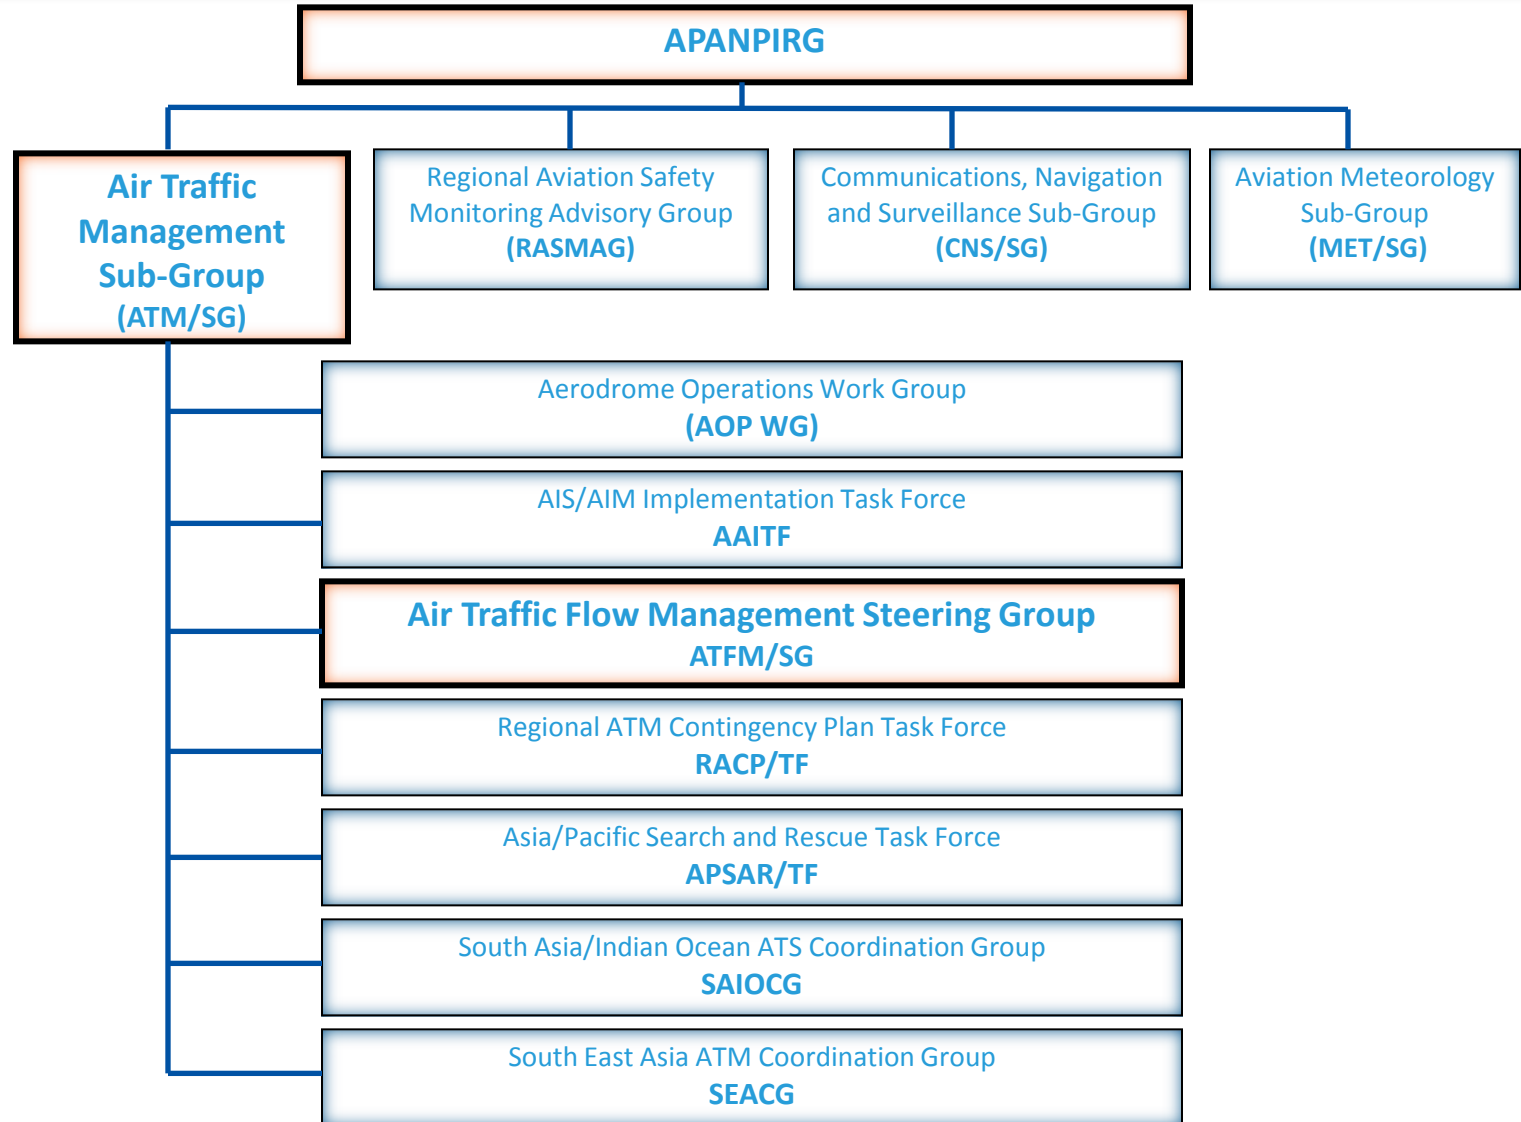 APANPIRG
Air Traffic
Management
Sub-Group
(ATM/SG)
Regional Aviation Safety
Monitoring Advisory Group
(RASMAG)
Communications, Navigation
and Surveillance Sub-Group
(CNS/SG)
Aviation Meteorology
Sub-Group
(MET/SG)
Aerodrome Operations Work Group
(AOP WG)
AIS/AIM Implementation Task Force
AAITF
Air Traffic Flow Management Steering Group
ATFM/SG
Regional ATM Contingency Plan Task Force
RACP/TF
Asia/Pacific Search and Rescue Task Force
APSAR/TF
South Asia/Indian Ocean ATS Coordination Group
SAIOCG
South East Asia ATM Coordination Group
SEACG